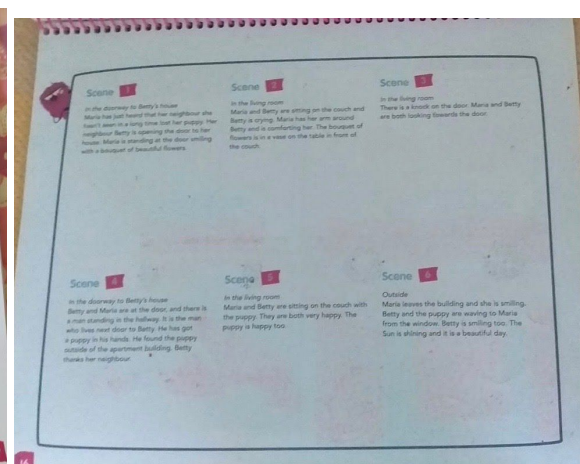 Scene 1
In the doorway to Betty's house
Maria has just heard that her neighbour she
hasn't seen in a long time lost her puppy. Her
neighbour Betty is opening the door to her
house. Maria is standing at the door smiling
with a bouquet of beautiful flowers.
Scene 2
In the living room
Maria and Betty are sitting on the couch and
Betty is crying. Maria has her arm around
Betty and is comforting her. The bouquet of
flowers is in a vase on the table in front of
the couch.
Scene 3
In the living room
There is a knock on the door. Maria and Betty
are both looking towards the door.
Scene 4
In the doorway to Betty's house
Betty and Maria are at the door, and there is
a man standing in the hallway. It is the man
who lives next door to Betty. He has got
a puppy in his hands. He found the puppy
outside of the apartment building. Betty
thanks her neighbour.
Scene 5
In the living room
Maria and Betty are sitting on the couch with
the puppy. They are both very happy. The
puppy is happy too.
Scene 6
Outside
Maria leaves the building and she is smiling.
Betty and the puppy are waving to Maria
from the window. Betty is smiling too. The
Sun is shining and it is a beautiful day.
16